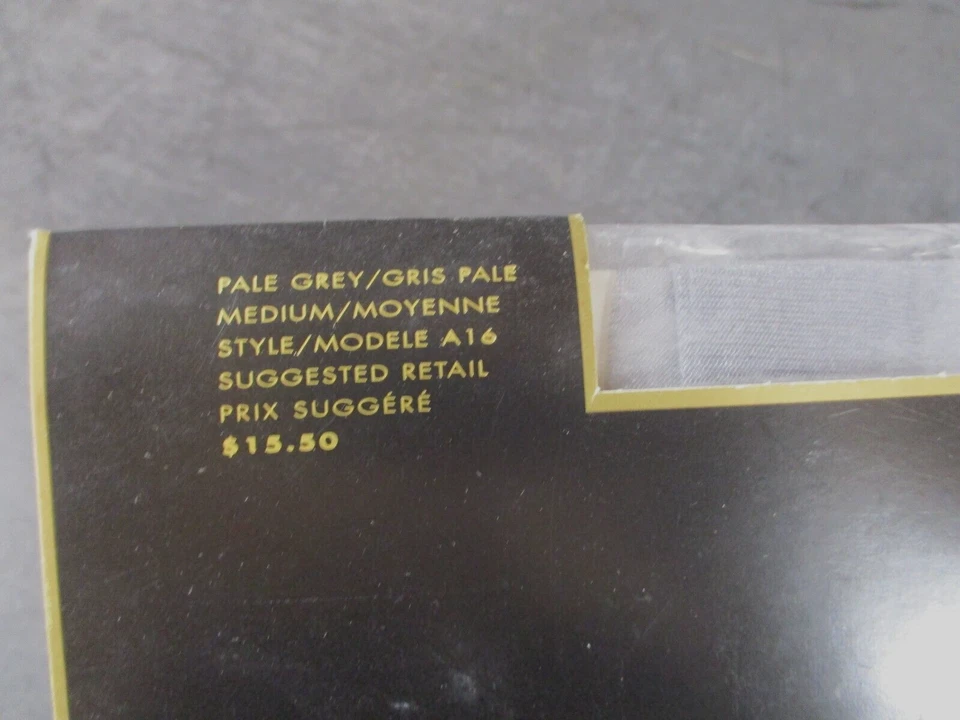 PALE GREY/GRIS PALE
MEDIUM/MOYENNE
STYLE/MODELE A16
SUGGESTED RETAIL
PRIX SUGGÉRÉ
$15.50